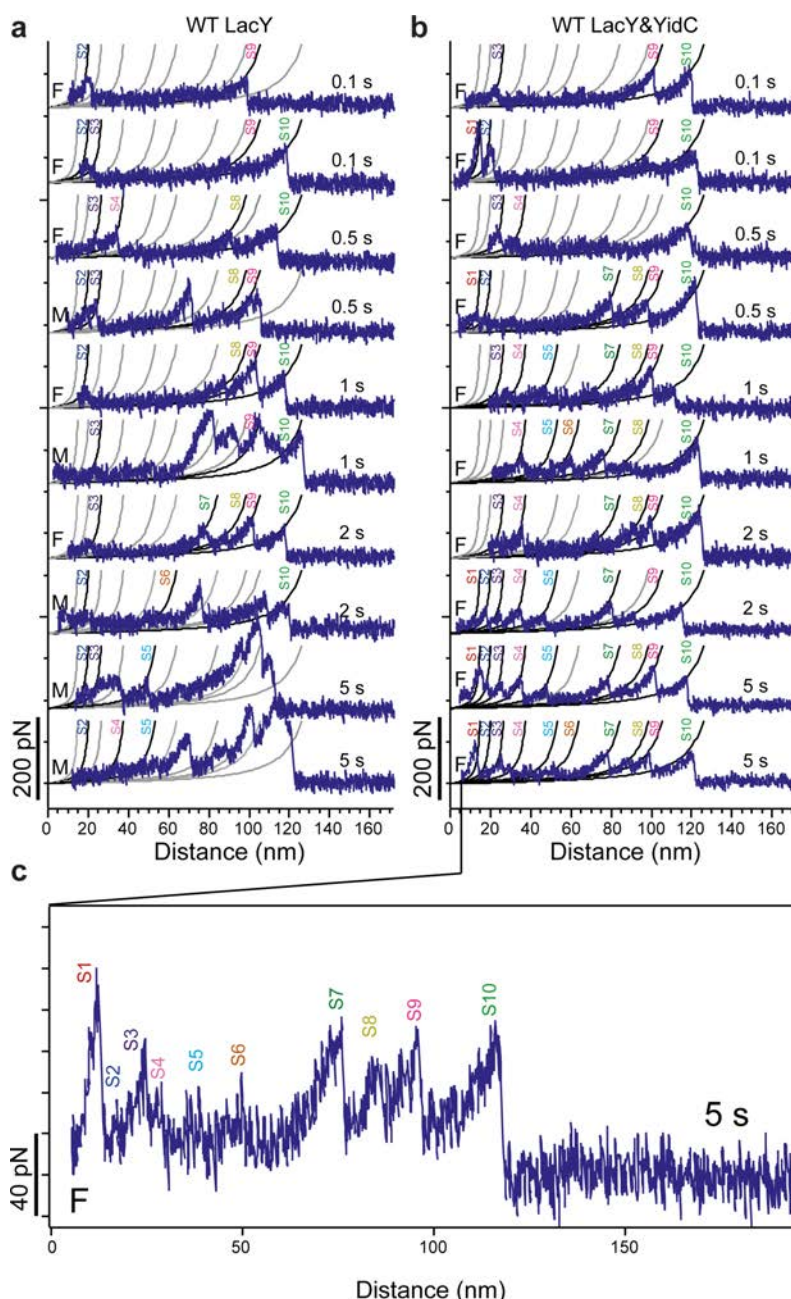 a
WT LacY
S2 S9
F
0.1 s
S2 S3 S9 S10
F
0.1 s
S3 S4 S8 S10
F
0.5 s
S2 S3 S8 S9
M
0.5 s
S2 S8 S9 S10
F
1 s
S3 S9 S10
M
1 s
S3 S7 S8 S9 S10
F
2 s
S2 S6 S10
M
2 s
S2 S3 S5
M
5 s
S2 S4 S5
M
5 s
200 pN
0 20 40 60 80 100 120 160
Distance (nm)
b
WT LacY&YidC
S3 S9 S10
F
0.1 s
S1 S2 S9 S10
F
0.1 s
S3 S4 S10
F
0.5 s
S1 S2 S7 S8 S9 S10
F
0.5 s
S3 S4 S5 S7 S8 S9 S10
F
1 s
S4 S5 S6 S7 S8 S10
F
1 s
S3 S4 S7 S8 S9 S10
F
2 s
S1 S2 S3 S4 S5 S7 S9 S10
F
2 s
S1 S2 S3 S4 S5 S7 S8 S9 S10
F
5 s
S1 S2 S3 S4 S5 S6 S7 S8 S9 S10
F
5 s
200 pN
0 20 40 60 80 100 120 160
Distance (nm)
c
S1 S2 S3 S4 S5 S6 S7 S8 S9 S10
5 s
F
40 pN
0 50 100 150
Distance (nm)